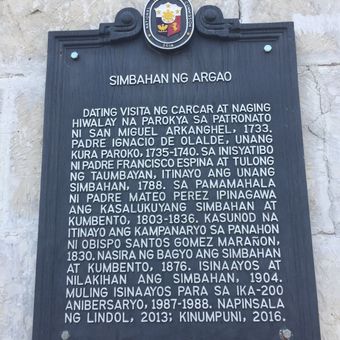 SIMBAHAN NG ARGAO
DATING VISITA NG CARCAR AT NAGING
HIWALAY NA PAROKYA SA PATRONATO
NI SAN MIGUEL ARKANGHEL, 1733.
PADRE IGNACIO DE OLALDE, UNANG
KURA PAROKO, 1735-1740. SA INISYATIBO
NI PADRE FRANCISCO ESPINA AT TULONG
NG TAUMBAYAN, ITINAYO ANG UNANG
SIMBAHAN, 1788. SA PAMAMAHALA
NI PADRE MATEO PEREZ IPINAGAWA
ANG KASALUKUYANG SIMBAHAN AT
KUMBENTO, 1803-1836. KASUNOD NA
ITINAYO ANG KAMPANARYO SA PANAHON
NI OBISPO SANTOS GOMEZ MARAÑON,
1830. NASIRA NG BAGYO ANG SIMBAHAN
AT KUMBENTO, 1876. ISINAAYOS AT
NILAKIHAN ANG SIMBAHAN, 1904.
MULING ISINAAYOS PARA SA IKA-200
ANIBERSARYO, 1987-1988. NAPINSALA
NG LINDOL, 2013; KINUMPUNI, 2016.